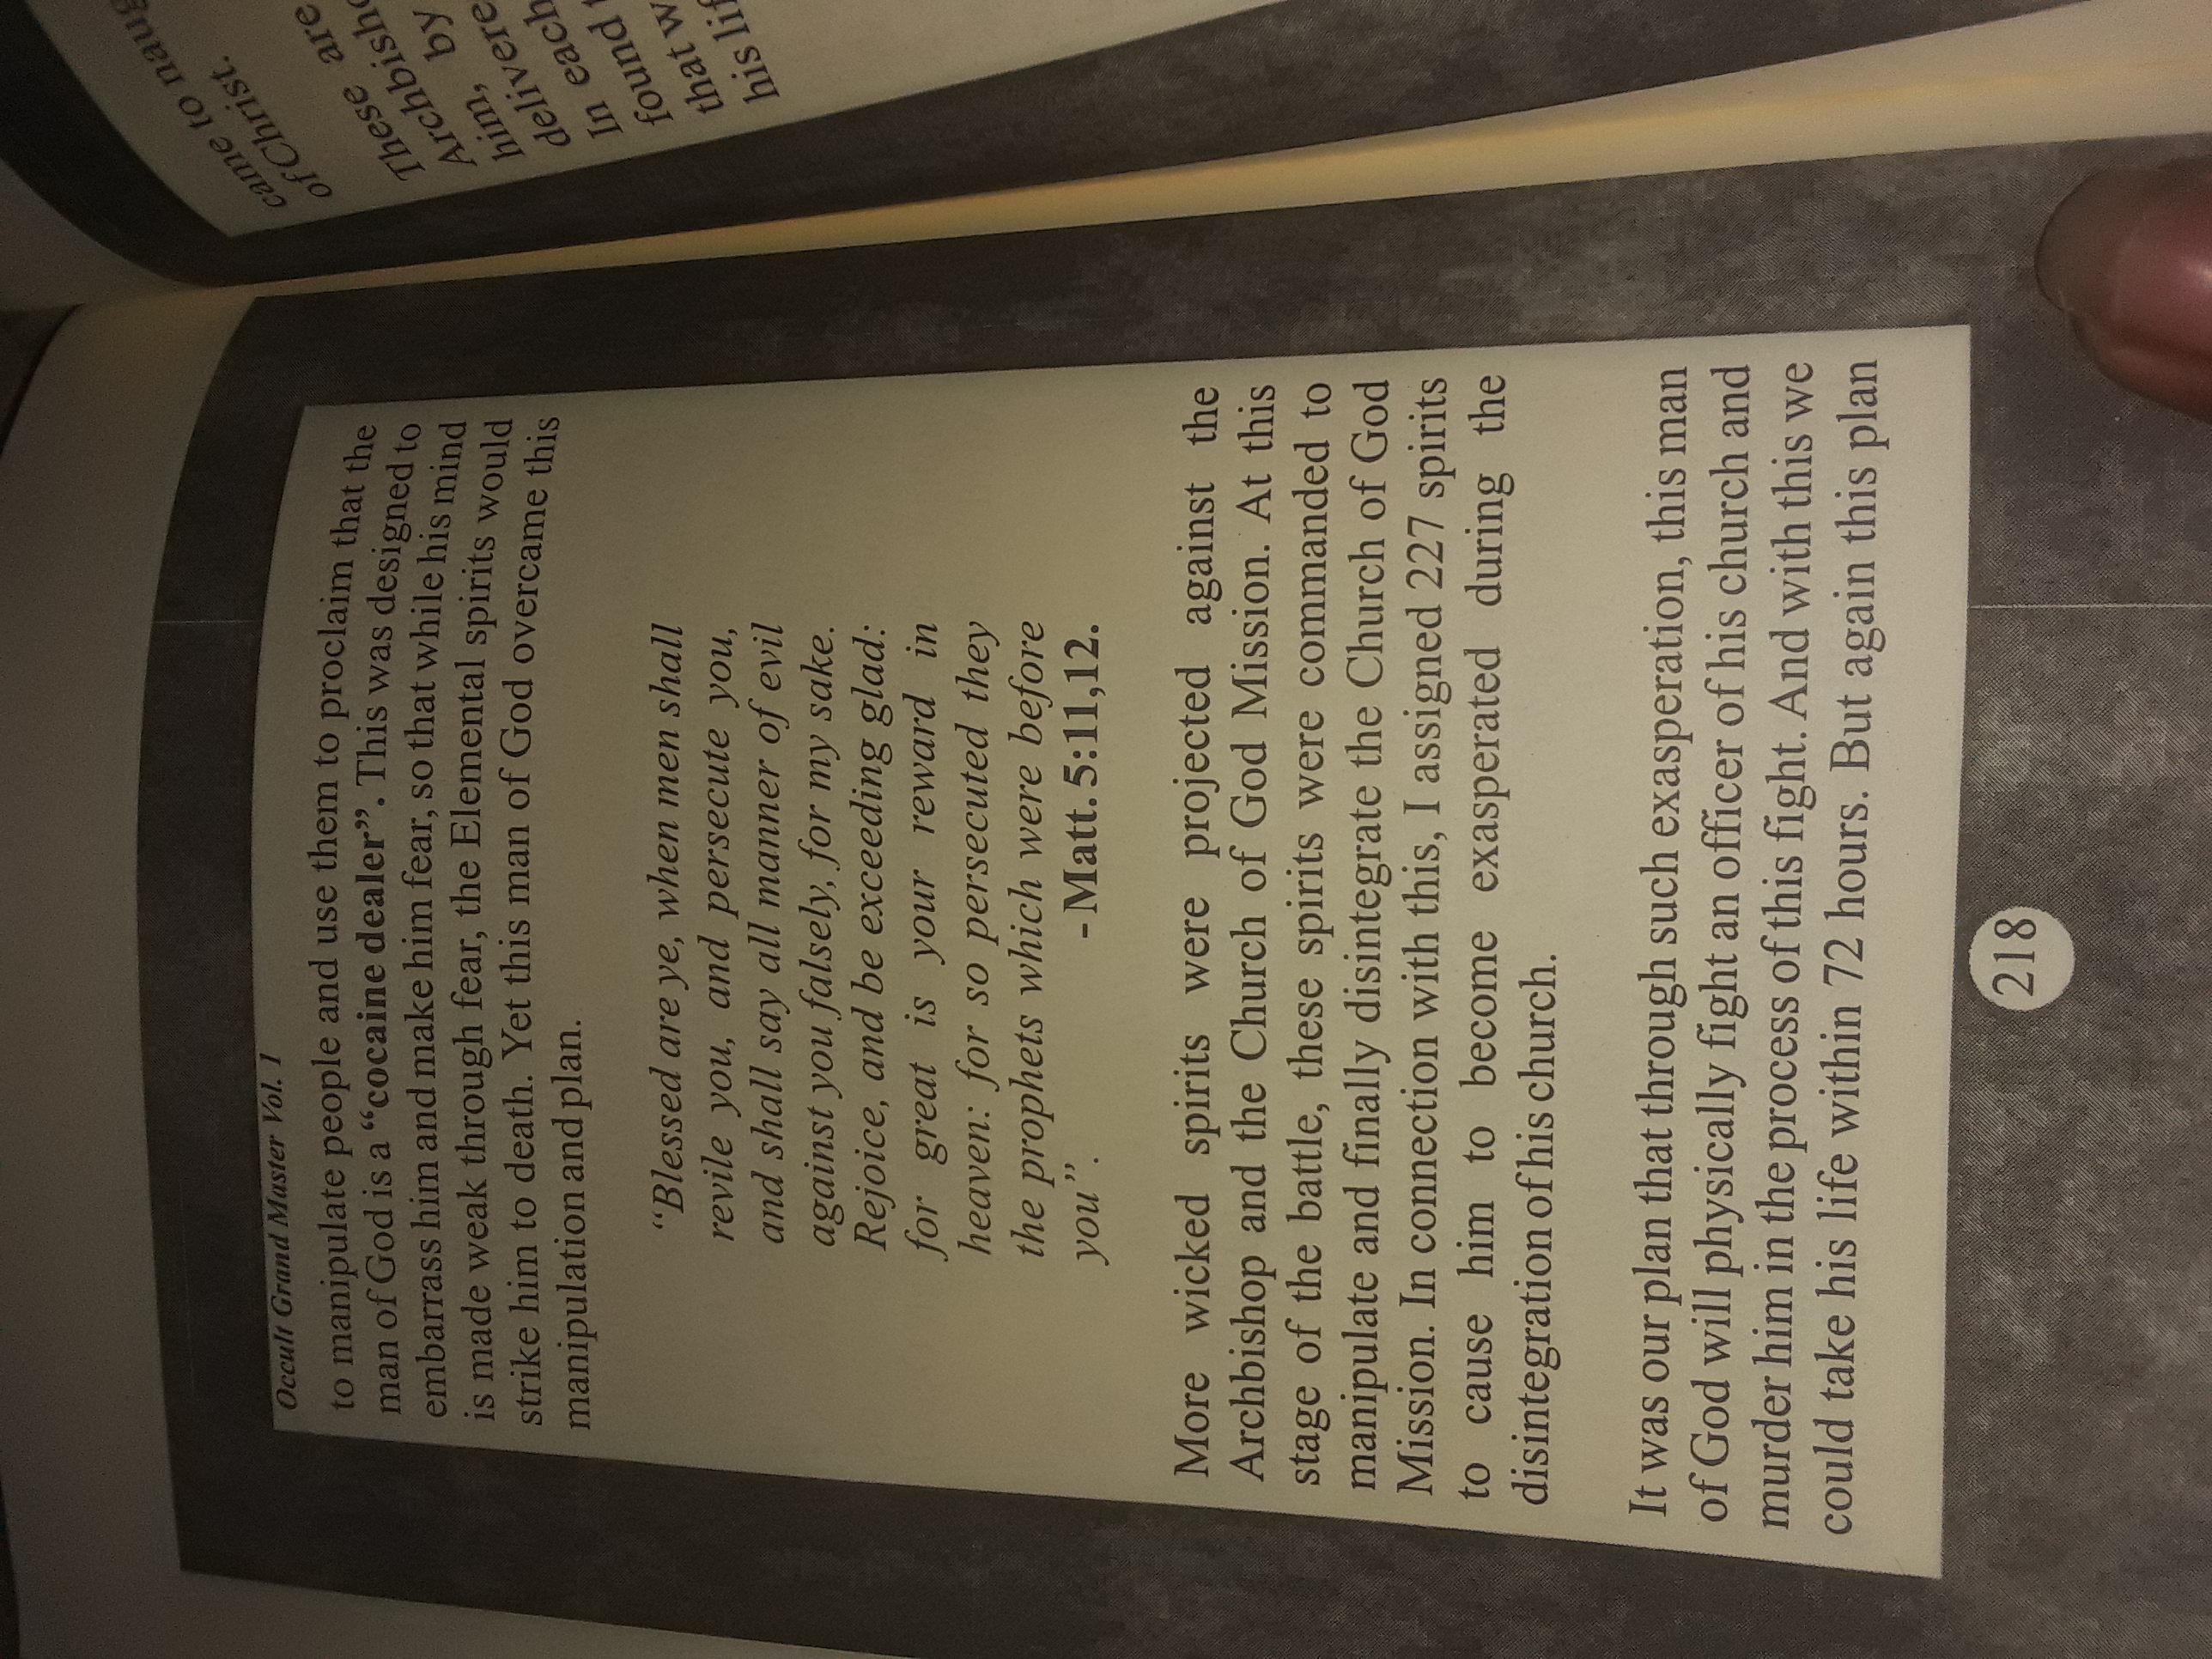 Occult Grand Master Vol. 1
to manipulate people and use them to proclaim that the
man of God is a “cocaine dealer”. This was designed to
embarrass him and make him fear, so that while his mind
is made weak through fear, the Elemental spirits would
strike him to death. Yet this man of God overcame this
manipulation and plan.
“Blessed are ye, when men shall
revile you, and persecute you,
and shall say all manner of evil
against you falsely, for my sake.
Rejoice, and be exceeding glad:
for great is your reward in
heaven: for so persecuted they
the prophets which were before
you”. - Matt. 5:11,12.
More wicked spirits were projected against the
Archbishop and the Church of God Mission. At this
stage of the battle, these spirits were commanded to
manipulate and finally disintegrate the Church of God
Mission. In connection with this, I assigned 227 spirits
to cause him to become exasperated during the
disintegration of his church.
It was our plan that through such exasperation, this man
of God will physically fight an officer of his church and
murder him in the process of this fight. And with this we
could take his life within 72 hours. But again this plan
218
came to
of Christ.
These are
him, by
In each
found
that
his